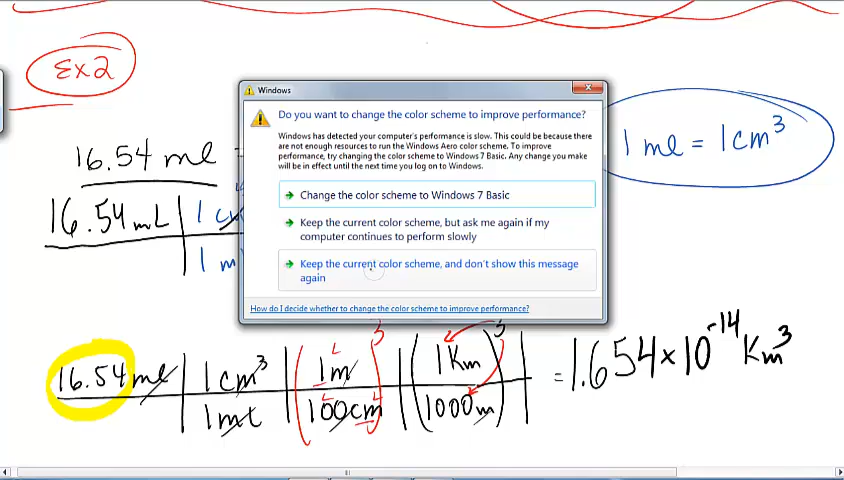 Ex2
Windows
Do you want to change the color scheme to improve performance?
Windows has detected your computer's performance is slow. This could be because there
are not enough resources to run the Windows Aero color scheme. To improve
performance, try changing the color scheme to Windows 7 Basic. Any change you make
will be in effect until the next time you log on to Windows.
Change the color scheme to Windows 7 Basic
Keep the current color scheme, but ask me again if my
computer continues to perform slowly
Keep the current color scheme, and don't show this message
again
How do I decide whether to change the color scheme to improve performance?
1 ml = 1cm³
16.54 ml =
16.54 mL | 1 cm
1 ml
16.54 ml | 1 cm³ | (1 m)³ | (1 Km)³ | = 1.654 × 10⁻¹⁴ Km³
1 ml | 100 cm | 1000 m